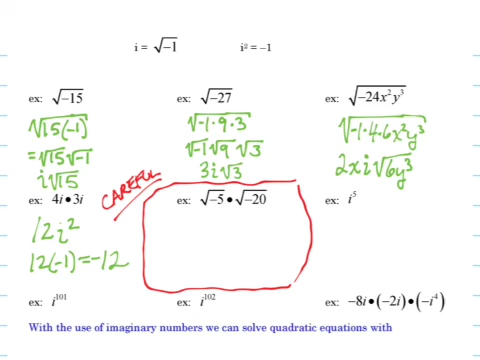 i = √−1    i² = −1
ex: √−15    ex: √−27    ex: √−24x²y³
√15(-1)    √-1·9·3    √-1·4·6x²y³
=√15√-1    √-1√9√3    2xi√6y³
i√15    3i√3
CAREFUL
ex: 4i•3i    ex: √−5•√−20    ex: i⁵
12i²
12(-1)=-12
ex: i¹⁰¹    ex: i¹⁰²    ex: −8i•(−2i)•(−i⁴)
With the use of imaginary numbers we can solve quadratic equations with